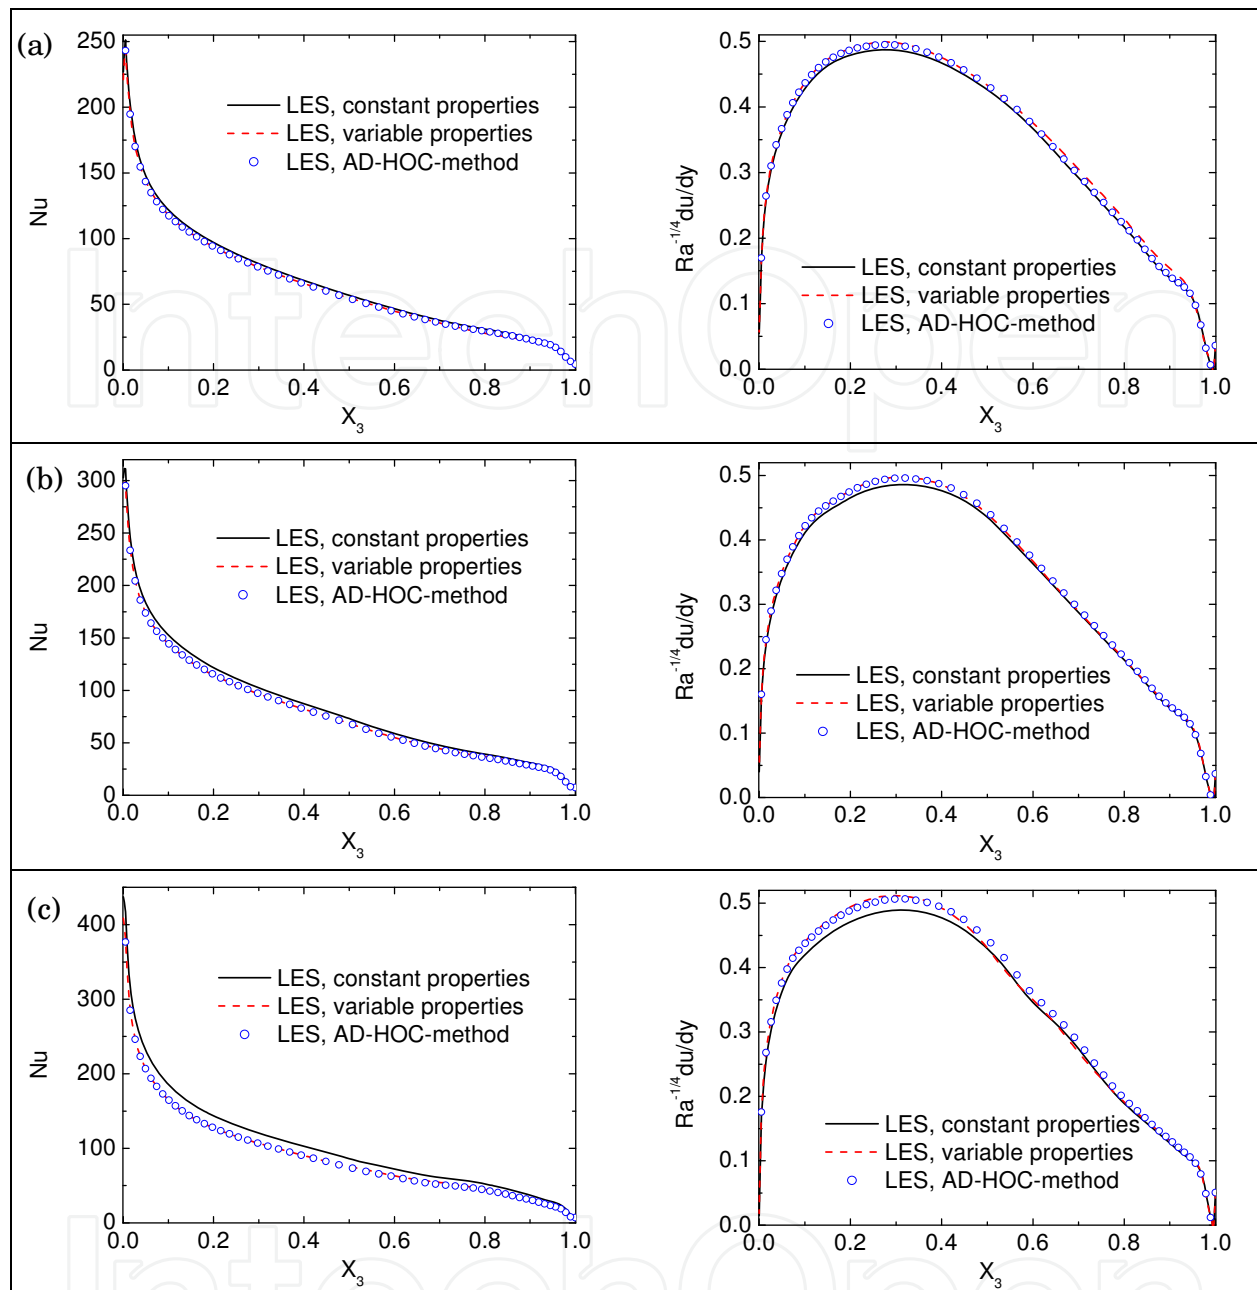 (a)
250
200
150
100
50
0
Nu
LES, constant properties
LES, variable properties
LES, AD-HOC-method
0.0 0.2 0.4 0.6 0.8 1.0
X3
0.5
0.4
0.3
0.2
0.1
0.0
Ra-1/4du/dy
LES, constant properties
LES, variable properties
LES, AD-HOC-method
0.0 0.2 0.4 0.6 0.8 1.0
X3
IntechOpen
(b)
300
250
200
150
100
50
0
Nu
LES, constant properties
LES, variable properties
LES, AD-HOC-method
0.0 0.2 0.4 0.6 0.8 1.0
X3
0.5
0.4
0.3
0.2
0.1
0.0
Ra-1/4du/dy
LES, constant properties
LES, variable properties
LES, AD-HOC-method
0.0 0.2 0.4 0.6 0.8 1.0
X3
(c)
400
300
200
100
0
Nu
LES, constant properties
LES, variable properties
LES, AD-HOC-method
0.0 0.2 0.4 0.6 0.8 1.0
X3
0.5
0.4
0.3
0.2
0.1
0.0
Ra-1/4du/dy
LES, constant properties
LES, variable properties
LES, AD-HOC-method
0.0 0.2 0.4 0.6 0.8 1.0
X3
IntechOpen